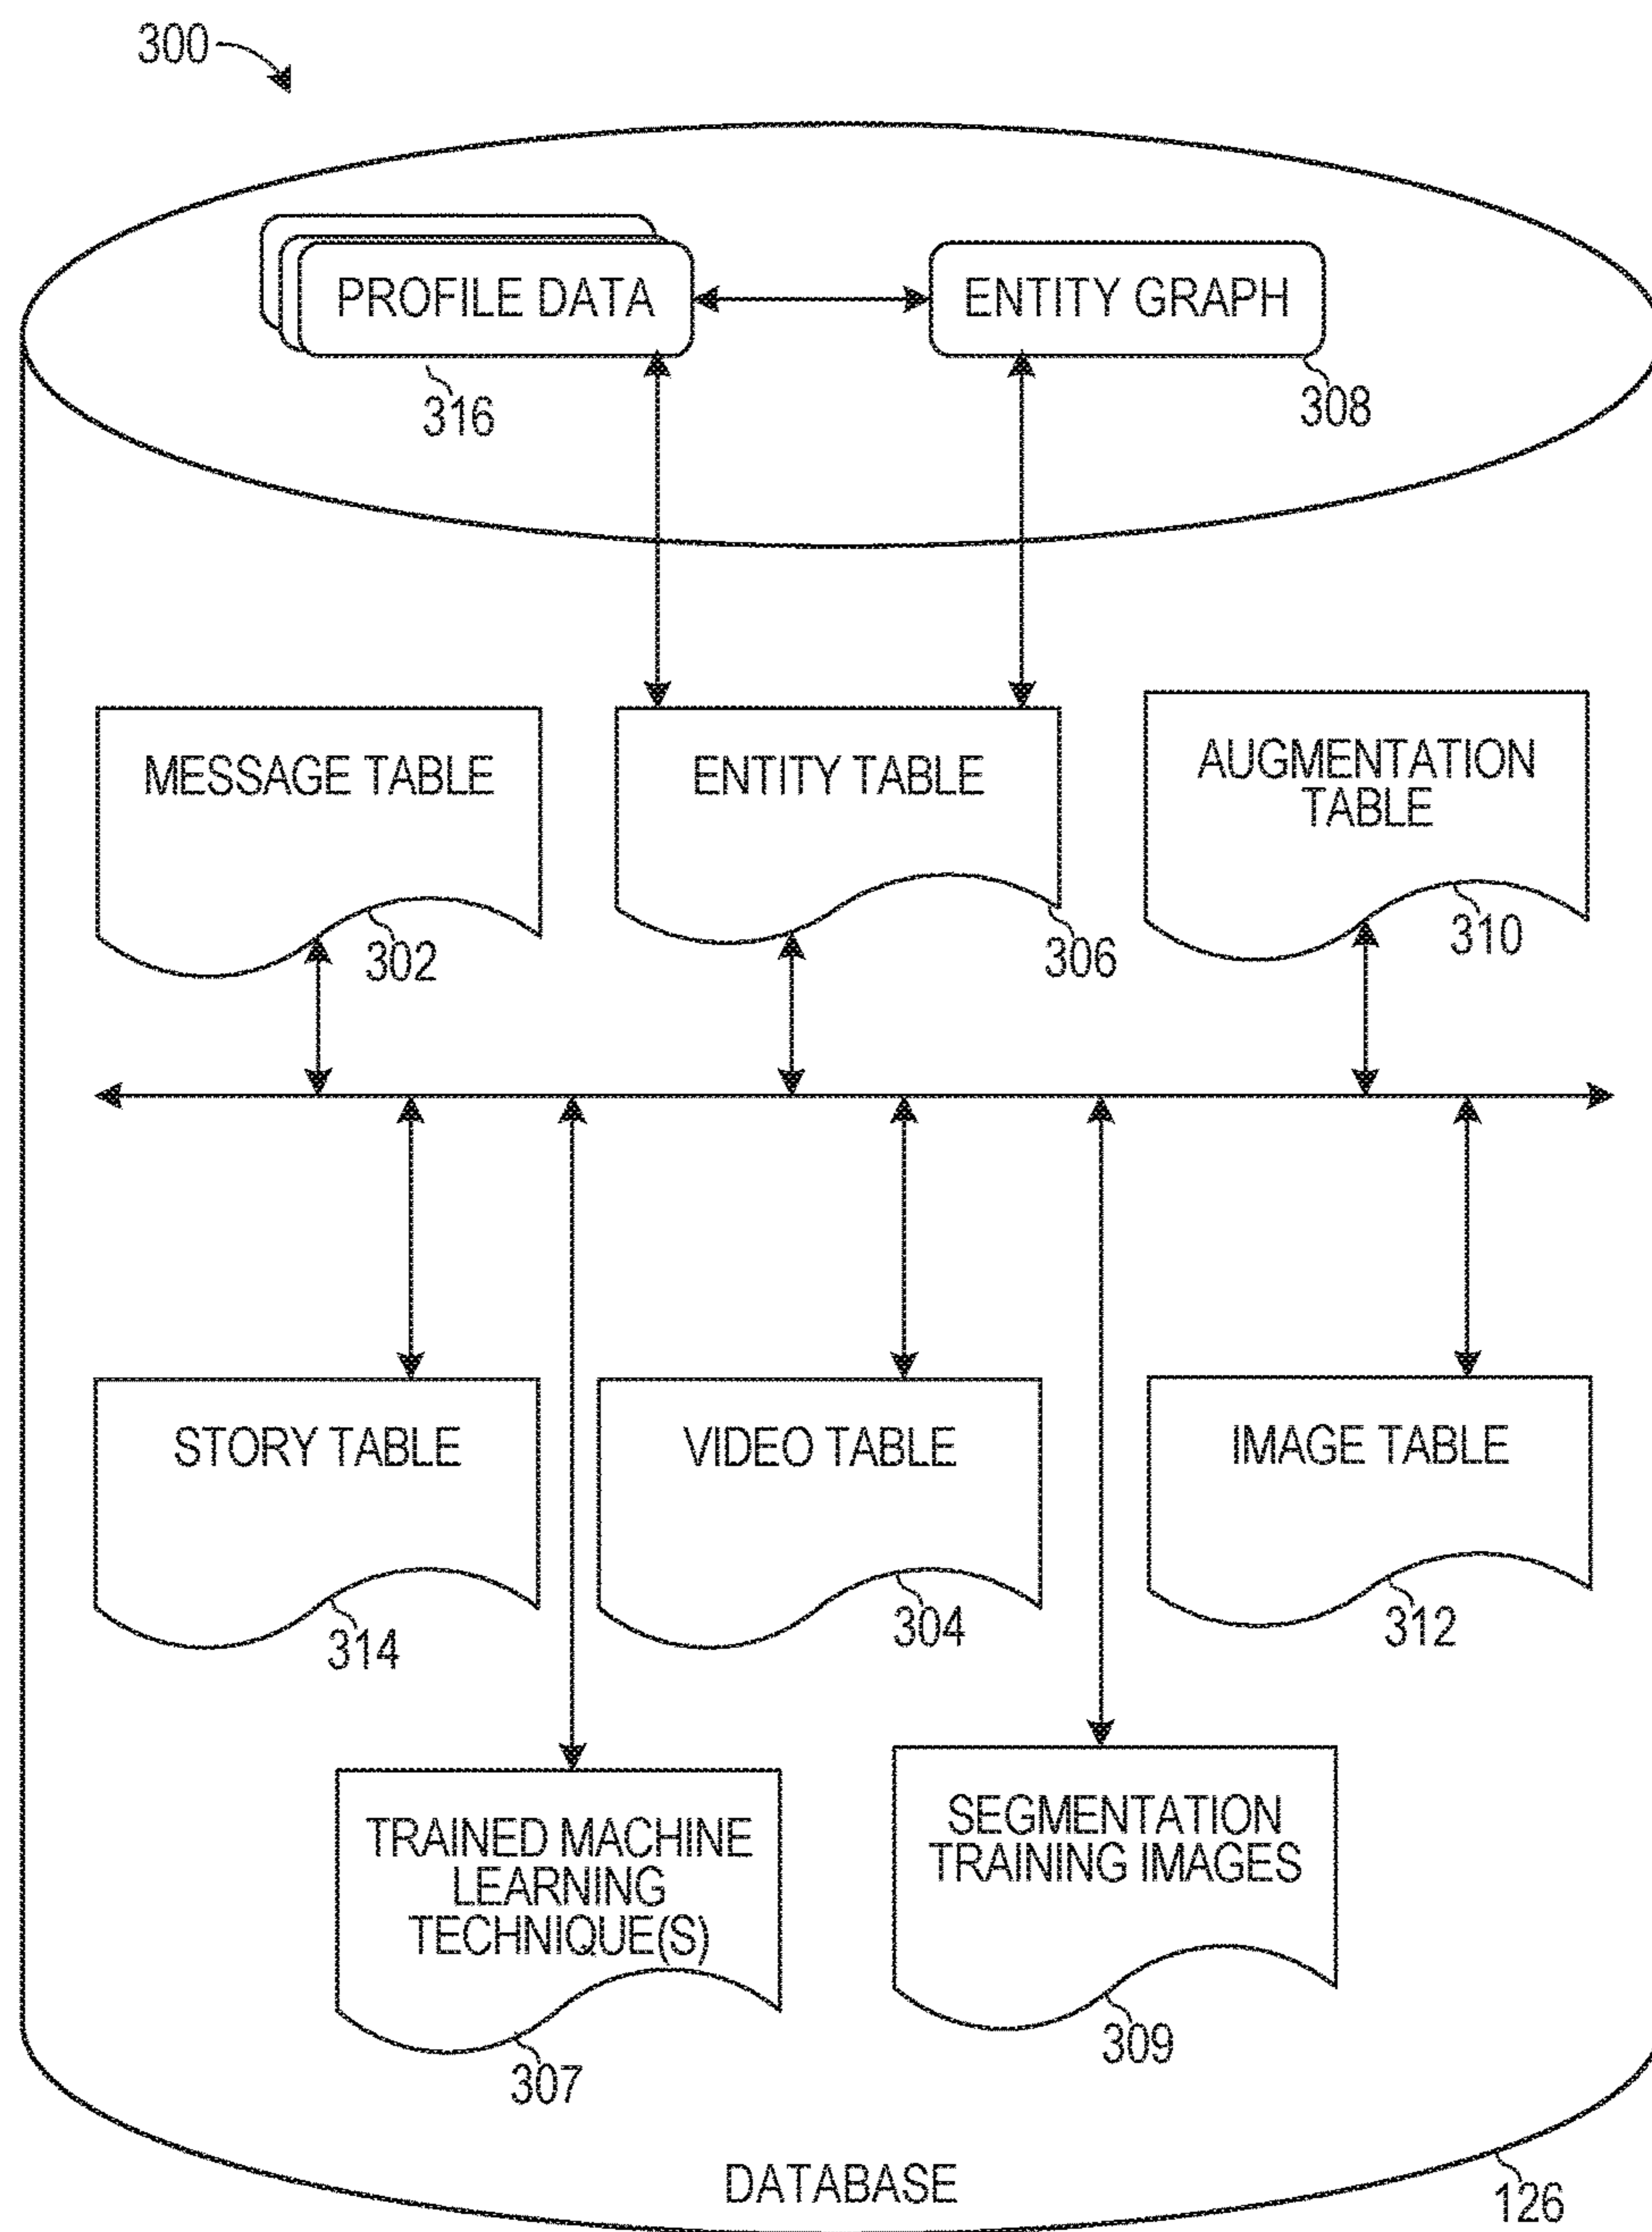 300
PROFILE DATA
ENTITY GRAPH
316
308
MESSAGE TABLE
ENTITY TABLE
AUGMENTATION
TABLE
302
306
310
STORY TABLE
VIDEO TABLE
IMAGE TABLE
314
304
312
TRAINED MACHINE
LEARNING
TECHNIQUE(S)
SEGMENTATION
TRAINING IMAGES
307
309
DATABASE
126